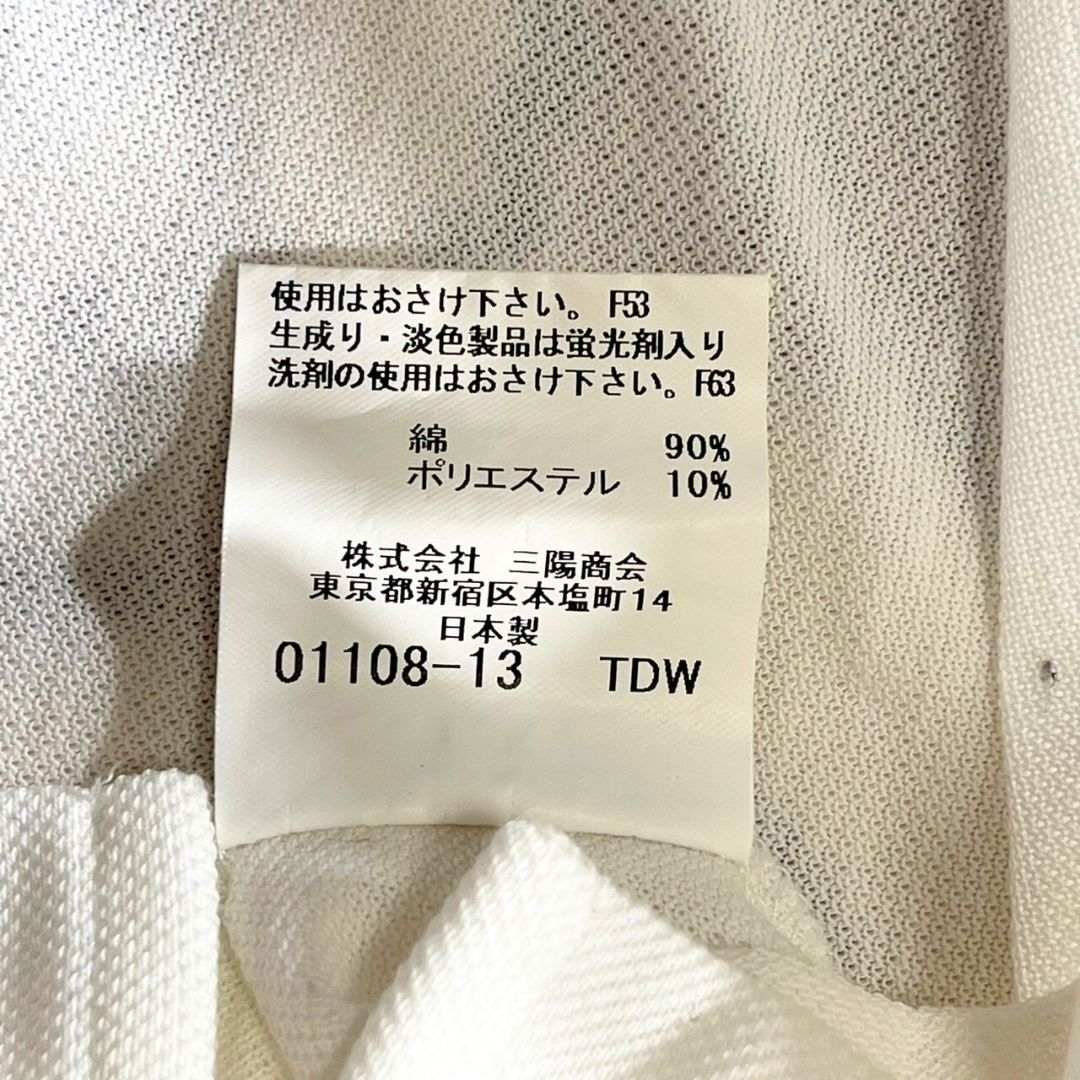 使用はおさけ下さい。F53
生成り・淡色製品は蛍光剤入り
洗剤の使用はおさけ下さい。F63
綿 90%
ポリエステル 10%
株式会社 三陽商会
東京都新宿区本塩町14
日本製
01108-13 TDW